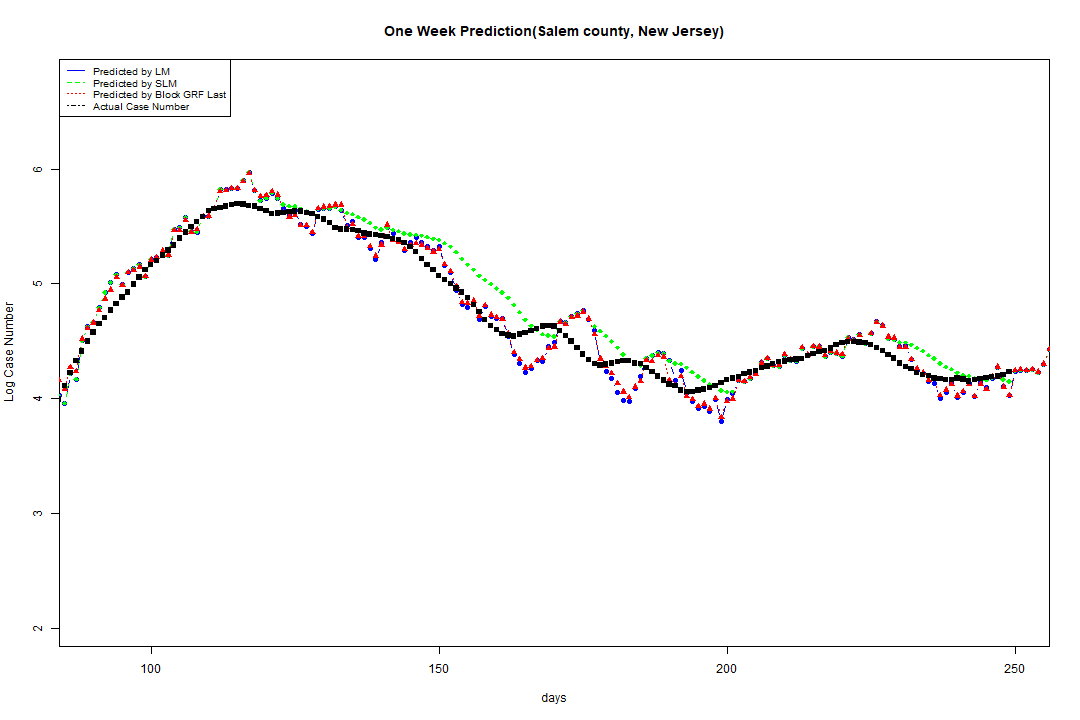 One Week Prediction(Salem county, New Jersey)
Predicted by LM
Predicted by SLM
Predicted by Block GRF Last
Actual Case Number
Log Case Number
6
5
4
3
2
100 150 200 250
days